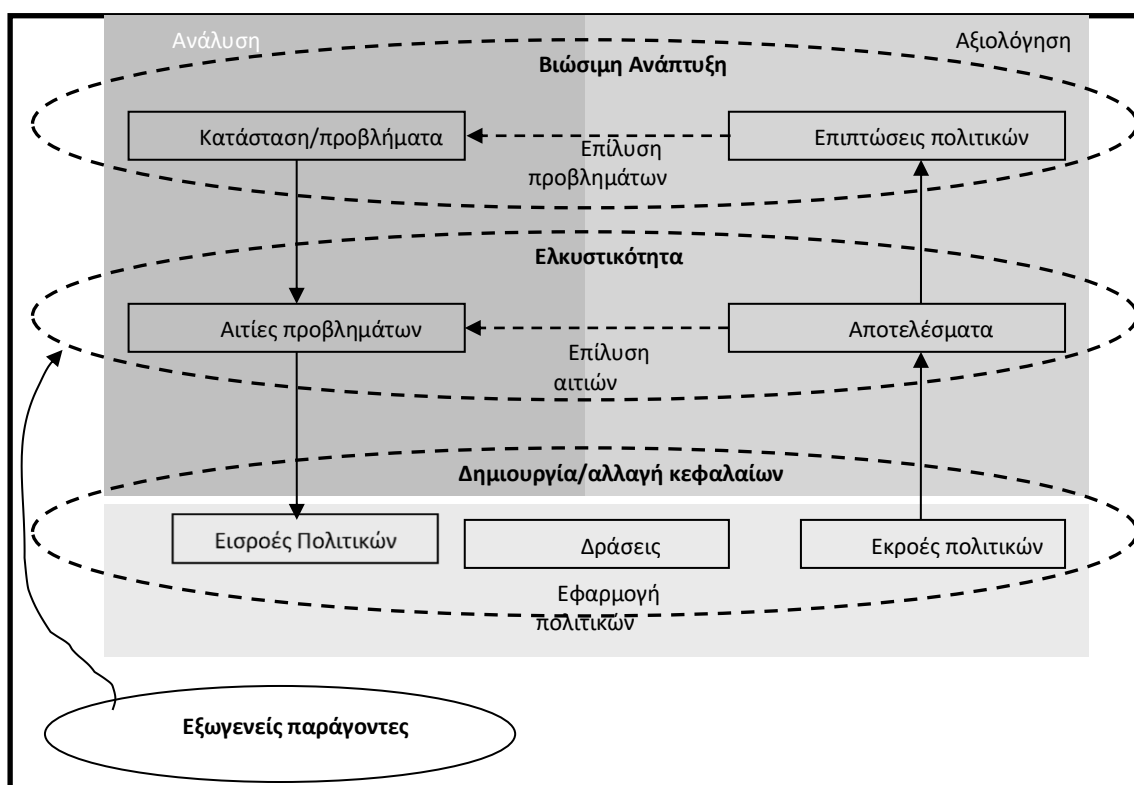 Ανάλυση
Αξιολόγηση
Βιώσιμη Ανάπτυξη
Κατάσταση/προβλήματα
Επιπτώσεις πολιτικών
Επίλυση
προβλημάτων
Ελκυστικότητα
Αιτίες προβλημάτων
Αποτελέσματα
Επίλυση
αιτιών
Δημιουργία/αλλαγή κεφαλαίων
Εισροές Πολιτικών
Δράσεις
Εκροές πολιτικών
Εφαρμογή
πολιτικών
Εξωγενείς παράγοντες